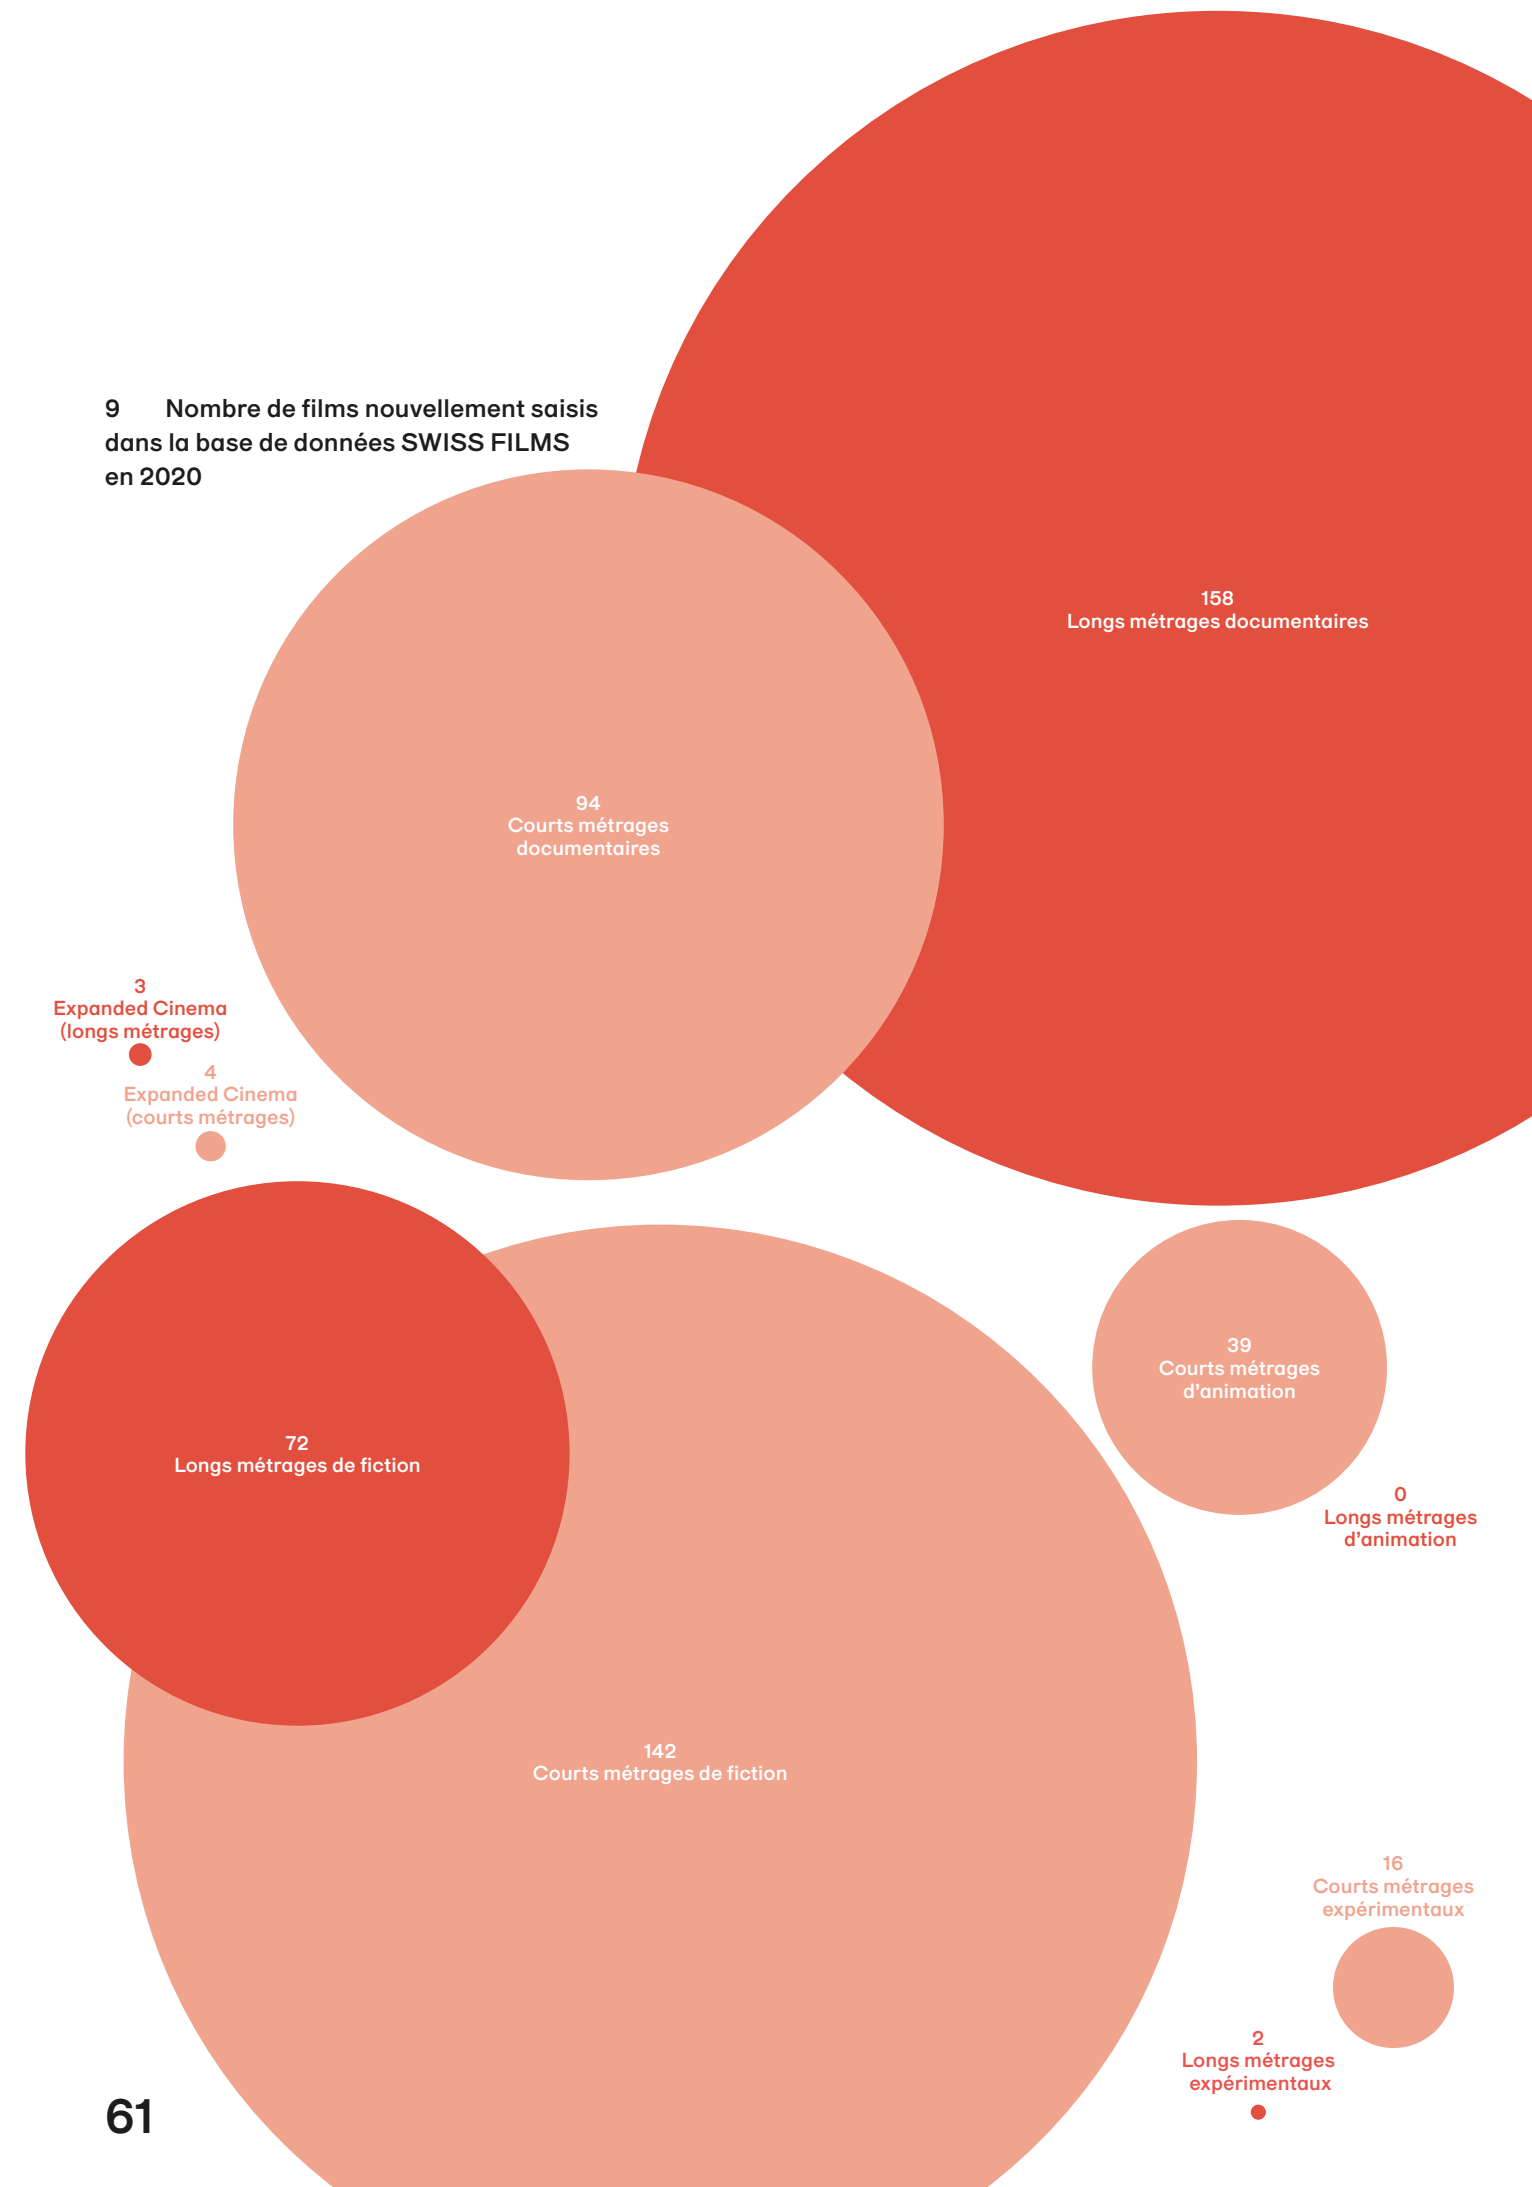 9 Nombre de films nouvellement saisis
dans la base de données SWISS FILMS
en 2020
158
Longs métrages documentaires
94
Courts métrages
documentaires
3
Expanded Cinema
(longs métrages)
4
Expanded Cinema
(courts métrages)
39
Courts métrages
d'animation
72
Longs métrages de fiction
0
Longs métrages
d'animation
142
Courts métrages de fiction
16
Courts métrages
expérimentaux
2
Longs métrages
expérimentaux
61